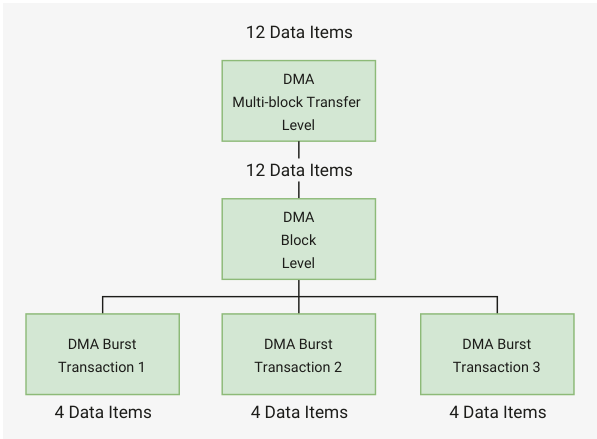 12 Data Items
DMA
Multi-block Transfer
Level
12 Data Items
DMA
Block
Level
DMA Burst
Transaction 1
DMA Burst
Transaction 2
DMA Burst
Transaction 3
4 Data Items
4 Data Items
4 Data Items